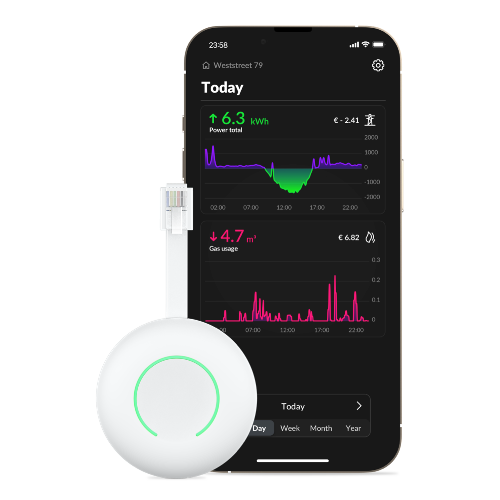 23:58
Weststreet 79
Today
6.3 kWh € - 2.41
Power total
2000
1000
0
-1000
-2000
02:00 07:00 12:00 17:00 22:00
4.7 m³ € 6.82
Gas usage
0.3
0.2
0.1
0
07:00 12:00 17:00 22:00
Today
Day Week Month Year